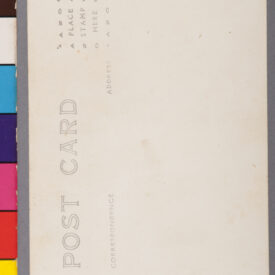 POST CARD
CORRESPONDENCE
ADDRESS
PLACE
STAMP
HERE